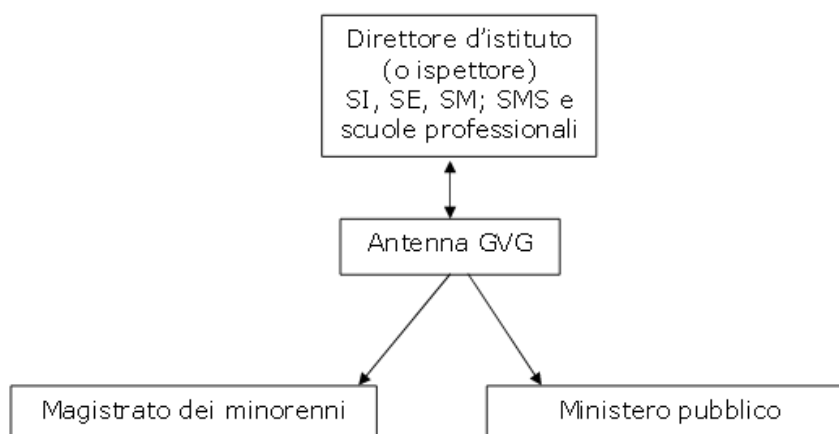 Direttore d'istituto
(o ispettore)
SI, SE, SM; SMS e
scuole professionali
Antenna GVG
Magistrato dei minorenni
Ministero pubblico